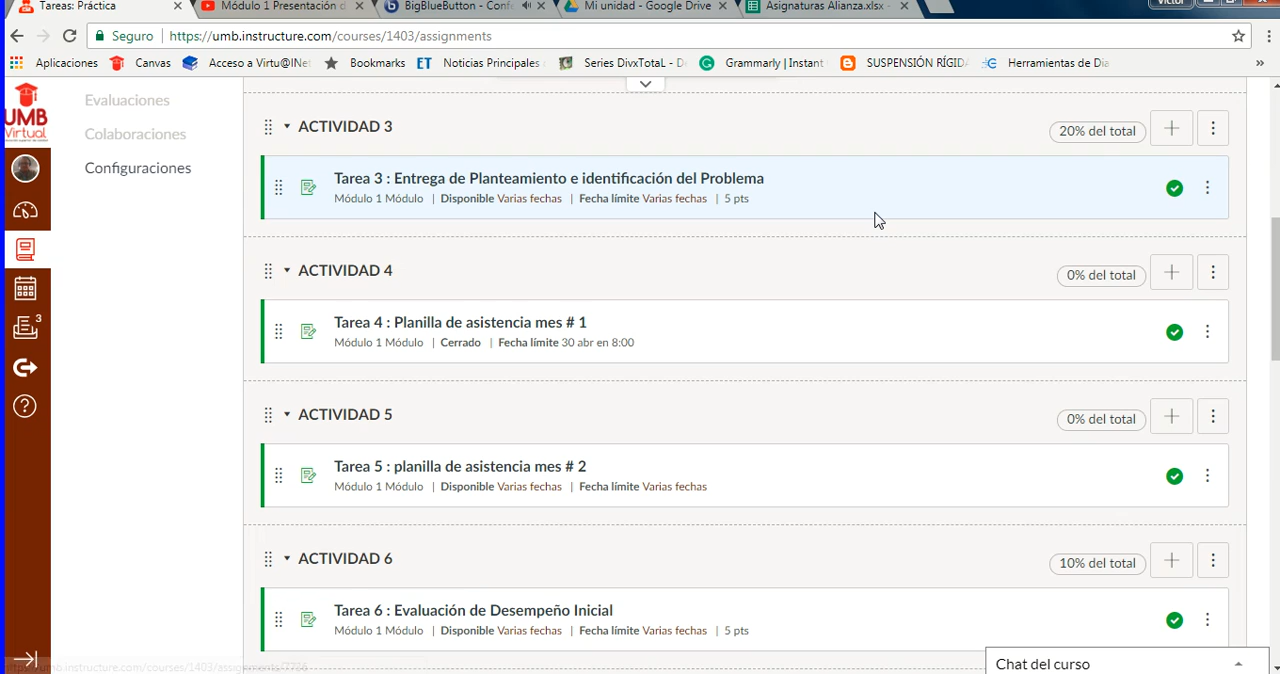 Tareas: Práctica
Módulo 1 Presentación d
BigBlueButton - Confe
Mi unidad - Google Drive
Asignaturas Alianza.xlsx -
Victor
Seguro
https://umb.instructure.com/courses/1403/assignments
Aplicaciones
Canvas
Acceso a Virtu@lNet
Bookmarks
ET Noticias Principales
Series DivxTotaL - D
Grammarly | Instant
SUSPENSIÓN RÍGIDA
Herramientas de Dia
»
UMB
Virtual
Evaluaciones
Colaboraciones
Configuraciones
3
ACTIVIDAD 3
20% del total
Tarea 3 : Entrega de Planteamiento e identificación del Problema
Módulo 1 Módulo | Disponible Varias fechas | Fecha límite Varias fechas | 5 pts
ACTIVIDAD 4
0% del total
Tarea 4 : Planilla de asistencia mes # 1
Módulo 1 Módulo | Cerrado | Fecha límite 30 abr en 8:00
ACTIVIDAD 5
0% del total
Tarea 5 : planilla de asistencia mes # 2
Módulo 1 Módulo | Disponible Varias fechas | Fecha límite Varias fechas
ACTIVIDAD 6
10% del total
Tarea 6 : Evaluación de Desempeño Inicial
Módulo 1 Módulo | Disponible Varias fechas | Fecha límite Varias fechas | 5 pts
Chat del curso